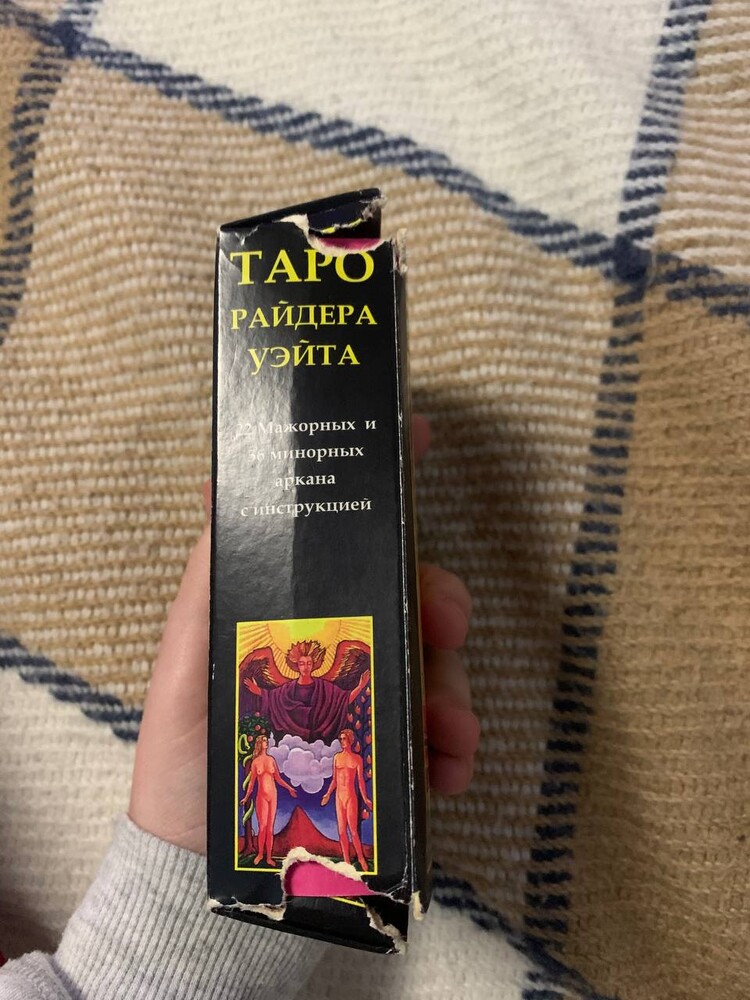 ТАРО
РАЙДЕРА
УЭЙТА
22 Мажорных и
56 минорных
аркана
с инструкцией